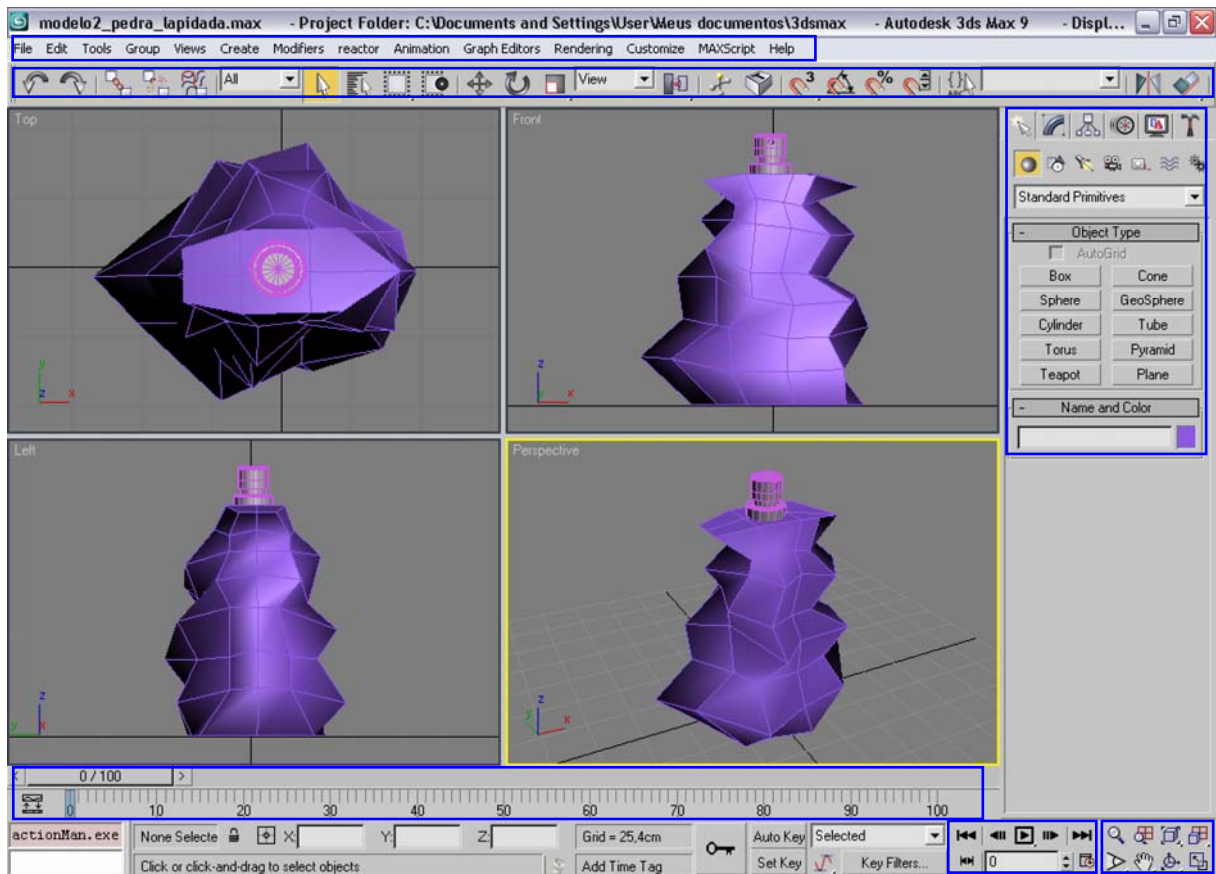 modelo2_pedra_lapidada.max - Project Folder: C:\Documents and Settings\User\Meus documentos\3dsmax - Autodesk 3ds Max 9 - Displ...
File Edit Tools Group Views Create Modifiers reactor Animation Graph Editors Rendering Customize MAXScript Help
All
View
3
%
Top
Front
Left
Perspective
y
z x
z
y x
z
y x
z
y x
Standard Primitives
- Object Type
AutoGrid
Box Cone
Sphere GeoSphere
Cylinder Tube
Torus Pyramid
Teapot Plane
- Name and Color
< 0 / 100 >
0 10 20 30 40 50 60 70 80 90 100
actionMan.exe None Selecte X: Y: Z: Grid = 25,4cm Auto Key Selected
Click or click-and-drag to select objects Add Time Tag Set Key Key Filters... 0